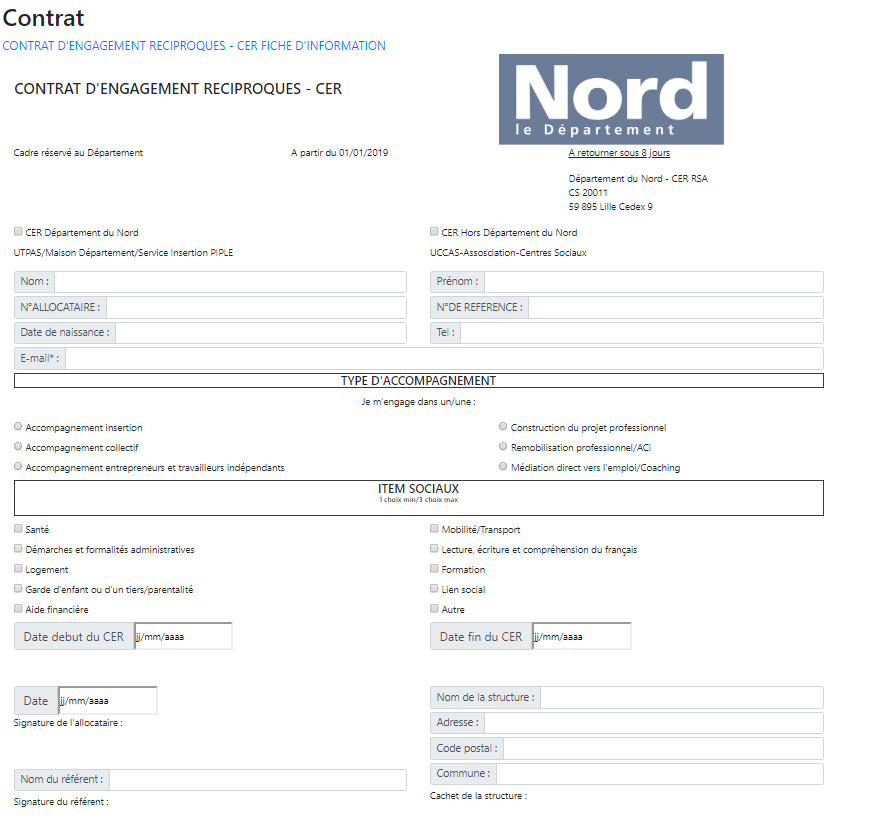 Contrat
CONTRAT D'ENGAGEMENT RECIPROQUES - CER FICHE D'INFORMATION
CONTRAT D'ENGAGEMENT RECIPROQUES - CER
Nord
le Département
Cadre réservé au Département
A partir du 01/01/2019
A retourner sous 8 jours
Département du Nord - CER RSA
CS 20011
59 895 Lille Cedex 9
CER Département du Nord
CER Hors Département du Nord
UTPAS/Maison Département/Service Insertion PIPLE
UCCAS-Assosciation-Centres Sociaux
Nom :
Prénom :
N°ALLOCATAIRE :
N°DE REFERENCE :
Date de naissance :
Tel :
E-mail* :
TYPE D'ACCOMPAGNEMENT
Je m'engage dans un/une :
Accompagnement insertion
Construction du projet professionnel
Accompagnement collectif
Remobilisation professionnel/ACI
Accompagnement entrepreneurs et travailleurs indépendants
Médiation direct vers l'emploi/Coaching
ITEM SOCIAUX
1 choix min/3 choix max
Santé
Mobilité/Transport
Démarches et formalités administratives
Lecture, écriture et compréhension du français
Logement
Formation
Garde d'enfant ou d'un tiers/parentalité
Lien social
Aide financière
Autre
Date debut du CER jj/mm/aaaa
Date fin du CER jj/mm/aaaa
Date jj/mm/aaaa
Nom de la structure :
Signature de l'allocataire :
Adresse :
Code postal :
Nom du référent :
Commune :
Signature du référent :
Cachet de la structure :